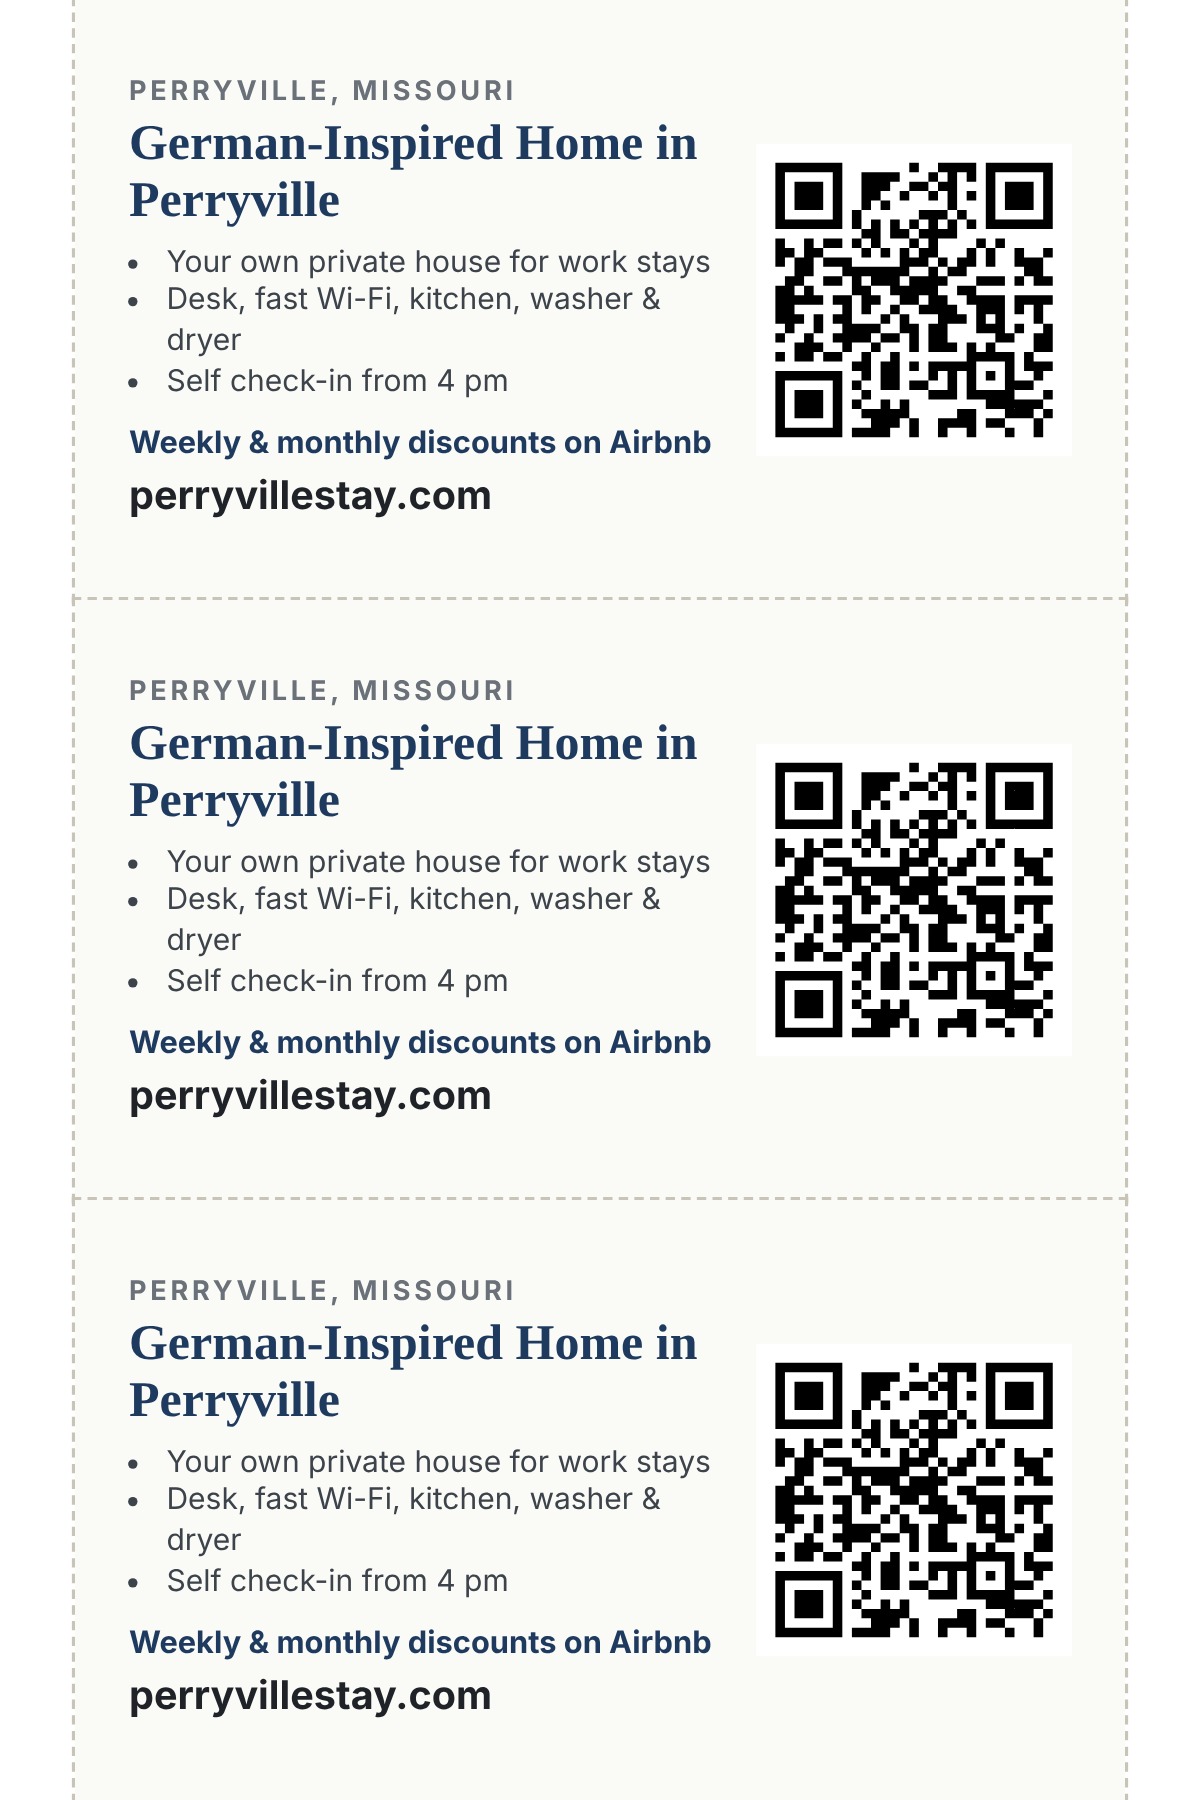 PERRYVILLE, MISSOURI
German-Inspired Home in
Perryville
• Your own private house for work stays
• Desk, fast Wi-Fi, kitchen, washer &
dryer
• Self check-in from 4 pm
Weekly & monthly discounts on Airbnb
perryvillestay.com
PERRYVILLE, MISSOURI
German-Inspired Home in
Perryville
• Your own private house for work stays
• Desk, fast Wi-Fi, kitchen, washer &
dryer
• Self check-in from 4 pm
Weekly & monthly discounts on Airbnb
perryvillestay.com
PERRYVILLE, MISSOURI
German-Inspired Home in
Perryville
• Your own private house for work stays
• Desk, fast Wi-Fi, kitchen, washer &
dryer
• Self check-in from 4 pm
Weekly & monthly discounts on Airbnb
perryvillestay.com